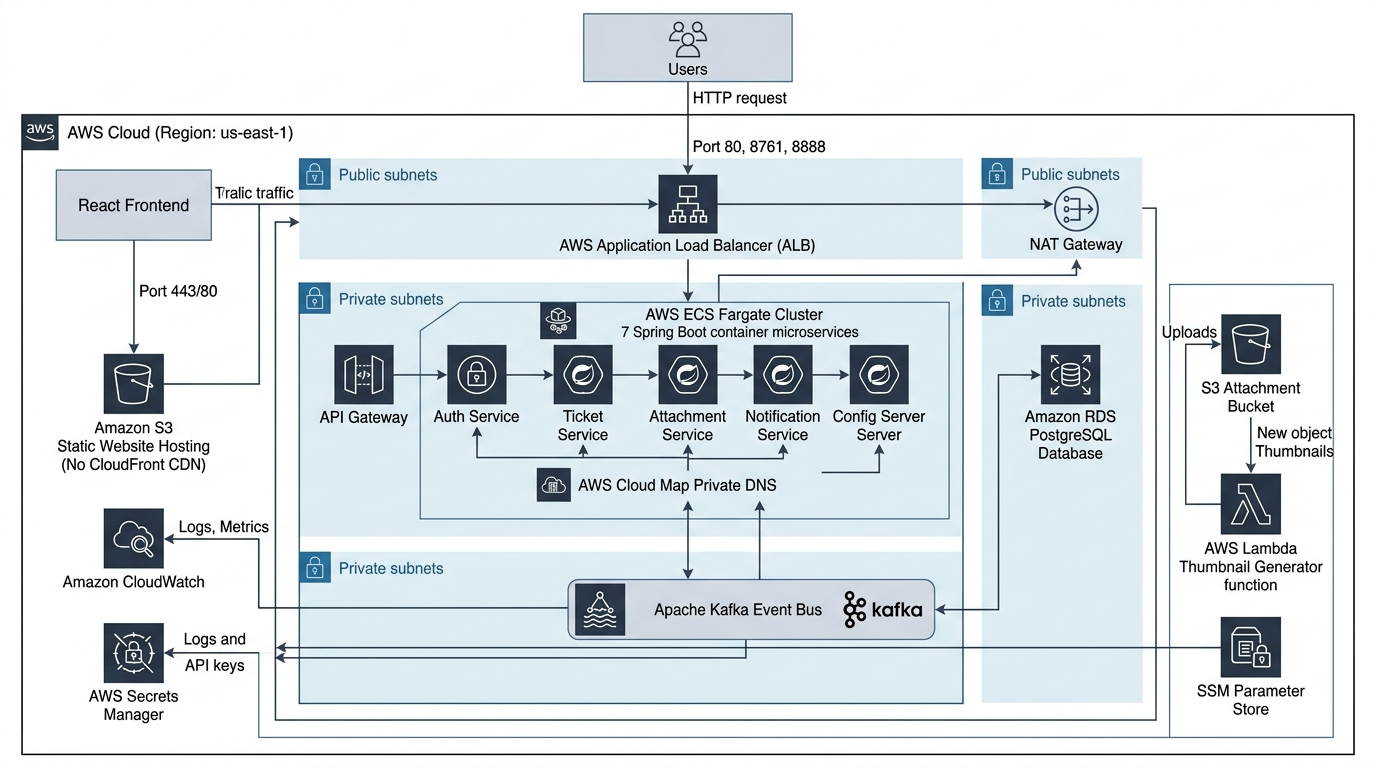 Users
HTTP request
aws
AWS Cloud (Region: us-east-1)
Port 80, 8761, 8888
Public subnets
Public subnets
React Frontend
Tralic traffic
AWS Application Load Balancer (ALB)
NAT Gateway
Port 443/80
Private subnets
Private subnets
AWS ECS Fargate Cluster
7 Spring Boot container microservices
Uploads
API Gateway
Auth Service
Ticket
Service
Attachment
Service
Notification
Service
Config Server
Server
Amazon RDS
PostgreSQL
Database
S3 Attachment
Bucket
Amazon S3
Static Website Hosting
(No CloudFront CDN)
New object
Thumbnails
AWS Cloud Map Private DNS
Logs, Metrics
Amazon CloudWatch
AWS Lambda
Thumbnail Generator
function
Private subnets
Apache Kafka Event Bus
kafka
Logs and
API keys
AWS Secrets
Manager
SSM Parameter
Store